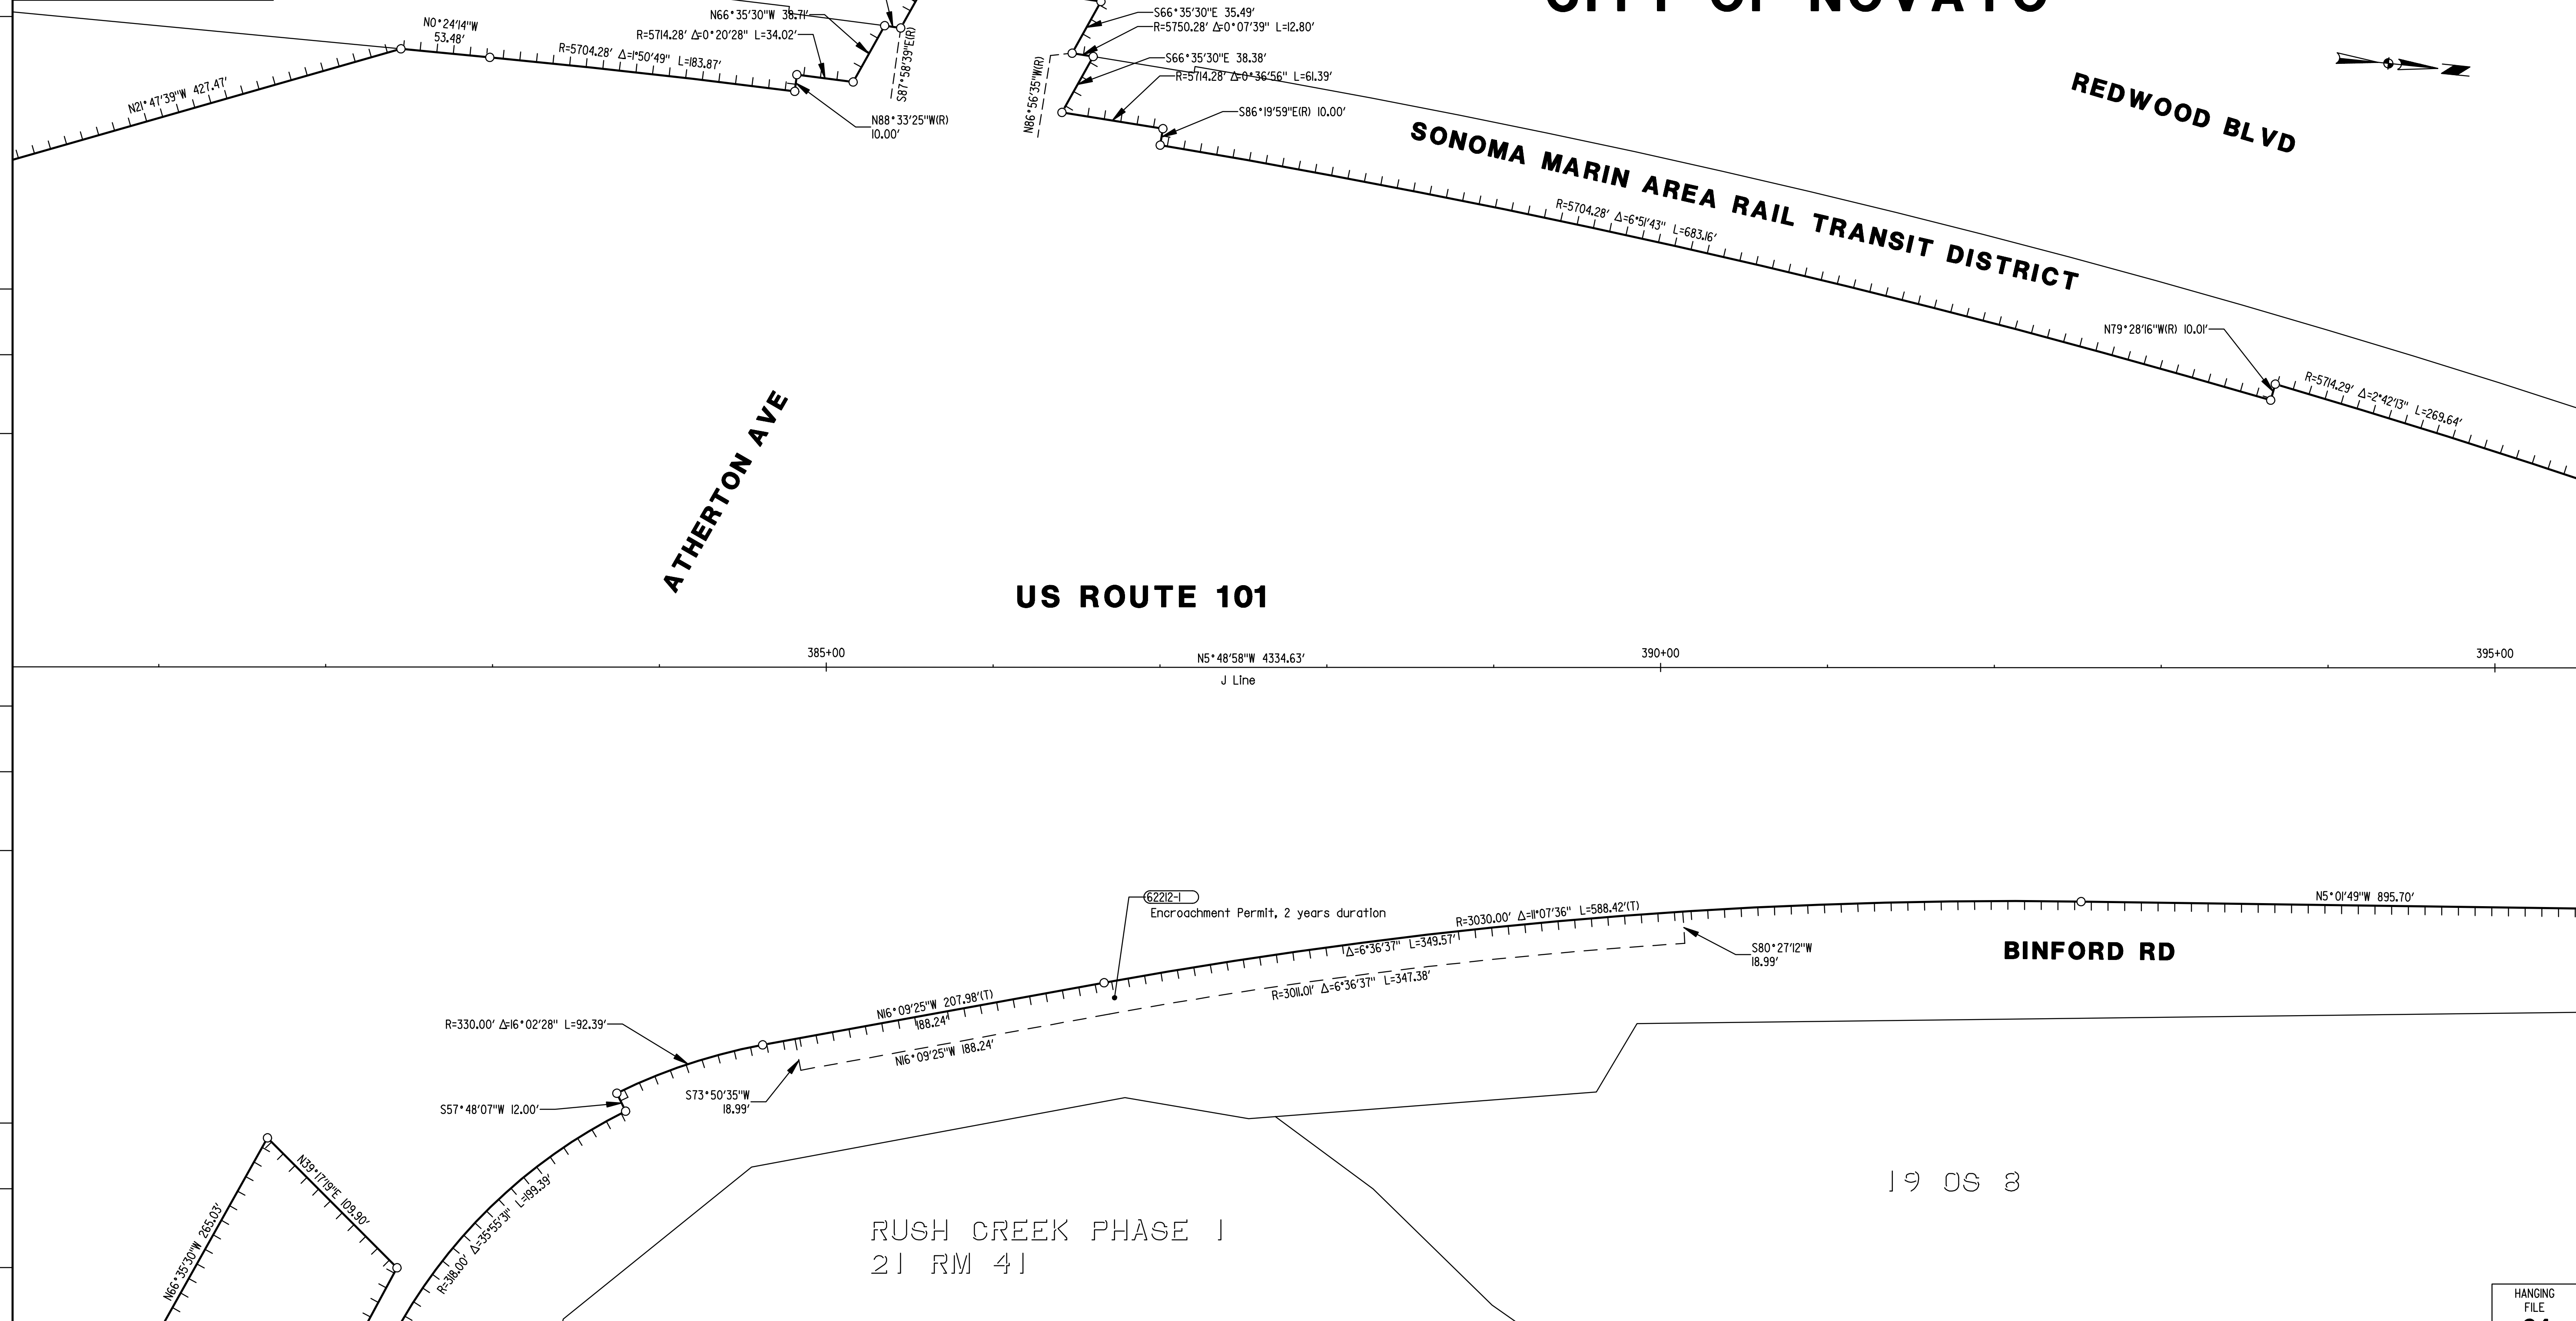 CITY OF NOVATO
N66°35'30"W 38.71'
S66°35'30"E 35.49'
N0°24'14"W
53.48'
R=5750.28' Δ=0°07'39" L=12.80'
R=5714.28' Δ=0°20'28" L=34.02'
R=5704.28' Δ=1°50'49" L=183.87'
S66°35'30"E 38.38'
S87°58'39"E(R)
R=5714.28' Δ=0°36'56" L=61.39'
N86°56'35"W(R)
N21°47'39"W 427.47'
REDWOOD BLVD
N88°33'25"W(R)
10.00'
S86°19'59"E(R) 10.00'
SONOMA MARIN AREA RAIL TRANSIT DISTRICT
R=5704.28' Δ=6°51'43" L=683.16'
N79°28'16"W(R) 10.01'
R=5714.29' Δ=2°42'13" L=269.64'
ATHERTON AVE
US ROUTE 101
385+00
N5°48'58"W 4334.63'
390+00
395+00
J Line
62212-1
Encroachment Permit, 2 years duration
R=3030.00' Δ=11°07'36" L=588.42'(T)
N5°01'49"W 895.70'
Δ=6°36'37" L=349.57'
S80°27'12"W
18.99'
BINFORD RD
R=3011.01' Δ=6°36'37" L=347.38'
N16°09'25"W 207.98'(T)
188.24'
R=330.00' Δ=16°02'28" L=92.39'
N16°09'25"W 188.24'
S73°50'35"W
18.99'
S57°48'07"W 12.00'
N39°17'19"E 109.90'
R=318.00' Δ=35°55'31" L=199.39'
N66°35'30"W 265.03'
19 OS 8
RUSH CREEK PHASE 1
21 RM 41
HANGING
FILE